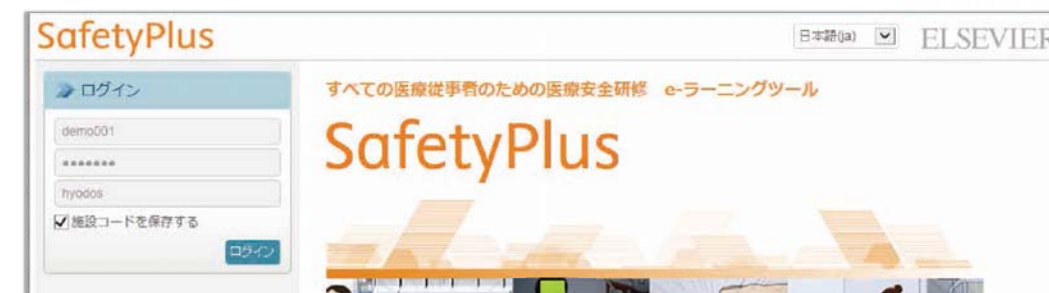 SafetyPlus
日本語(ja)
ELSEVIER
ログイン
demo001
*******
hyodos
施設コードを保存する
ログイン
すべての医療従事者のための医療安全研修 e-ラーニングツール
SafetyPlus